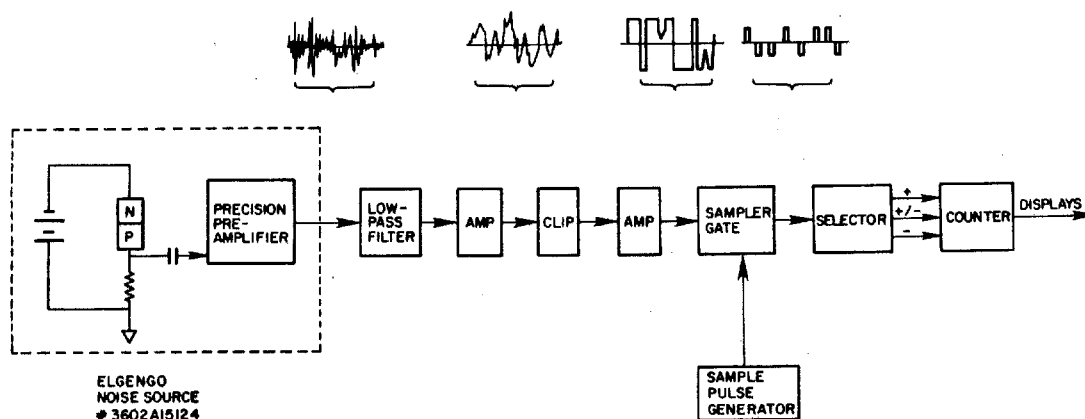 N
P
PRECISION
PRE-
AMPLIFIER
LOW-
PASS
FILTER
AMP
CLIP
AMP
SAMPLER
GATE
SELECTOR
+
+/-
-
COUNTER
DISPLAYS
ELGENGO
NOISE SOURCE
# 3602A15124
SAMPLE
PULSE
GENERATOR